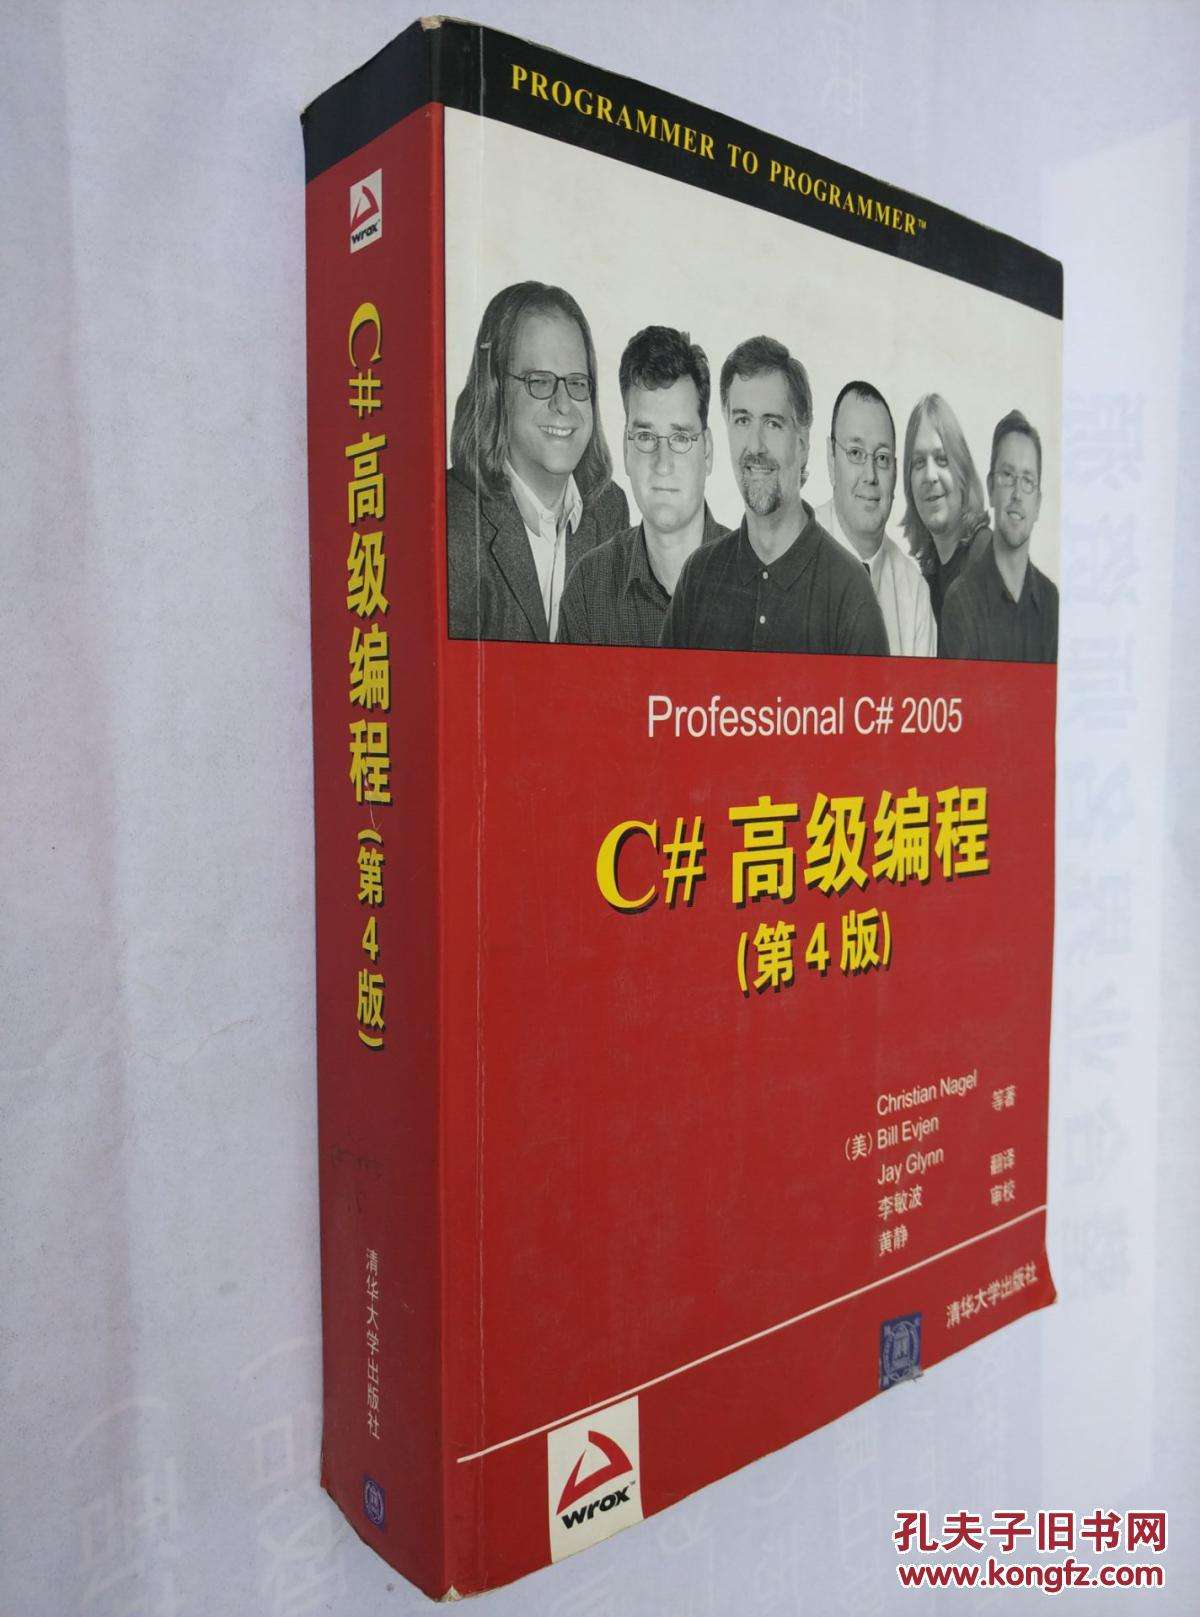 PROGRAMMER TO PROGRAMMER™
wrox™
C# 高级编程 (第4版)
清华大学出版社
Professional C# 2005
C# 高级编程
(第4版)
Christian Nagel
(美) Bill Evjen 等著
Jay Glynn
李敏波 翻译
黄静 审校
清华大学出版社
wrox™
孔夫子旧书网
www.kongfz.com